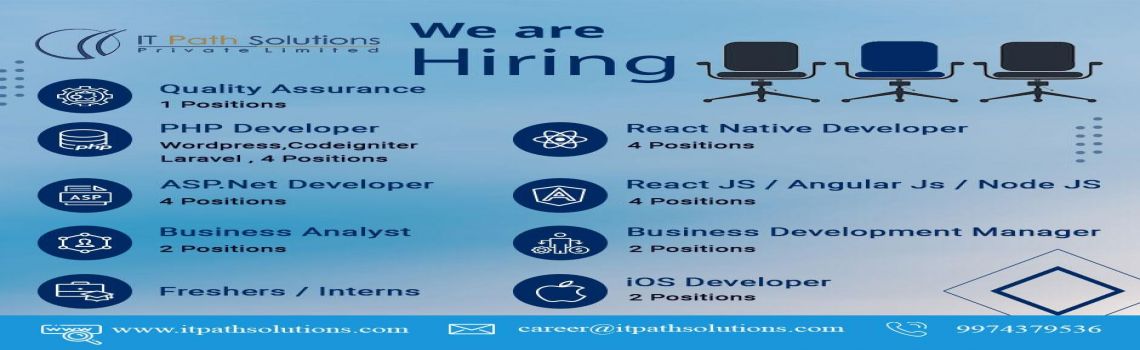 IT Path Solutions
Private Limited
We are
Hiring
Quality Assurance
1 Positions
PHP Developer
Wordpress,Codeigniter
Laravel , 4 Positions
ASP.Net Developer
4 Positions
Business Analyst
2 Positions
Freshers / Interns
React Native Developer
4 Positions
React JS / Angular Js / Node JS
4 Positions
Business Development Manager
2 Positions
iOS Developer
2 Positions
php
ASP
www
www.itpathsolutions.com
career@itpathsolutions.com
9974379536